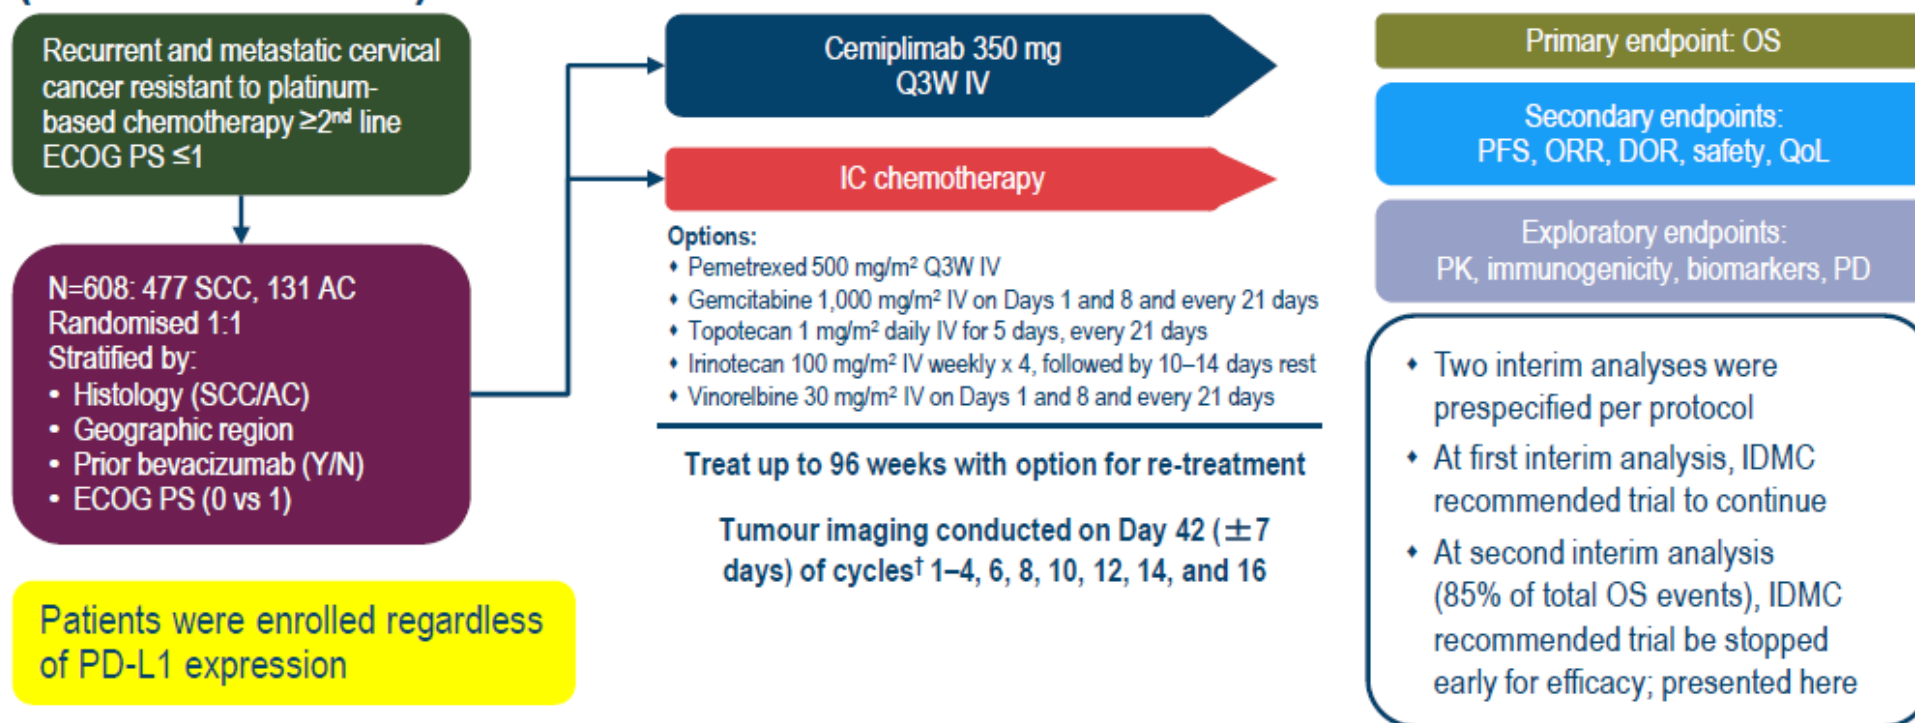 Recurrent and metastatic cervical
cancer resistant to platinum-
based chemotherapy ≥2nd line
ECOG PS ≤1
N=608: 477 SCC, 131 AC
Randomised 1:1
Stratified by:
• Histology (SCC/AC)
• Geographic region
• Prior bevacizumab (Y/N)
• ECOG PS (0 vs 1)
Patients were enrolled regardless
of PD-L1 expression
Cemiplimab 350 mg
Q3W IV
IC chemotherapy
Options:
♦ Pemetrexed 500 mg/m² Q3W IV
♦ Gemcitabine 1,000 mg/m² IV on Days 1 and 8 and every 21 days
♦ Topotecan 1 mg/m² daily IV for 5 days, every 21 days
♦ Irinotecan 100 mg/m² IV weekly x 4, followed by 10–14 days rest
♦ Vinorelbine 30 mg/m² IV on Days 1 and 8 and every 21 days
Treat up to 96 weeks with option for re-treatment
Tumour imaging conducted on Day 42 (±7
days) of cycles† 1–4, 6, 8, 10, 12, 14, and 16
Primary endpoint: OS
Secondary endpoints:
PFS, ORR, DOR, safety, QoL
Exploratory endpoints:
PK, immunogenicity, biomarkers, PD
♦ Two interim analyses were
prespecified per protocol
♦ At first interim analysis, IDMC
recommended trial to continue
♦ At second interim analysis
(85% of total OS events), IDMC
recommended trial be stopped
early for efficacy; presented here